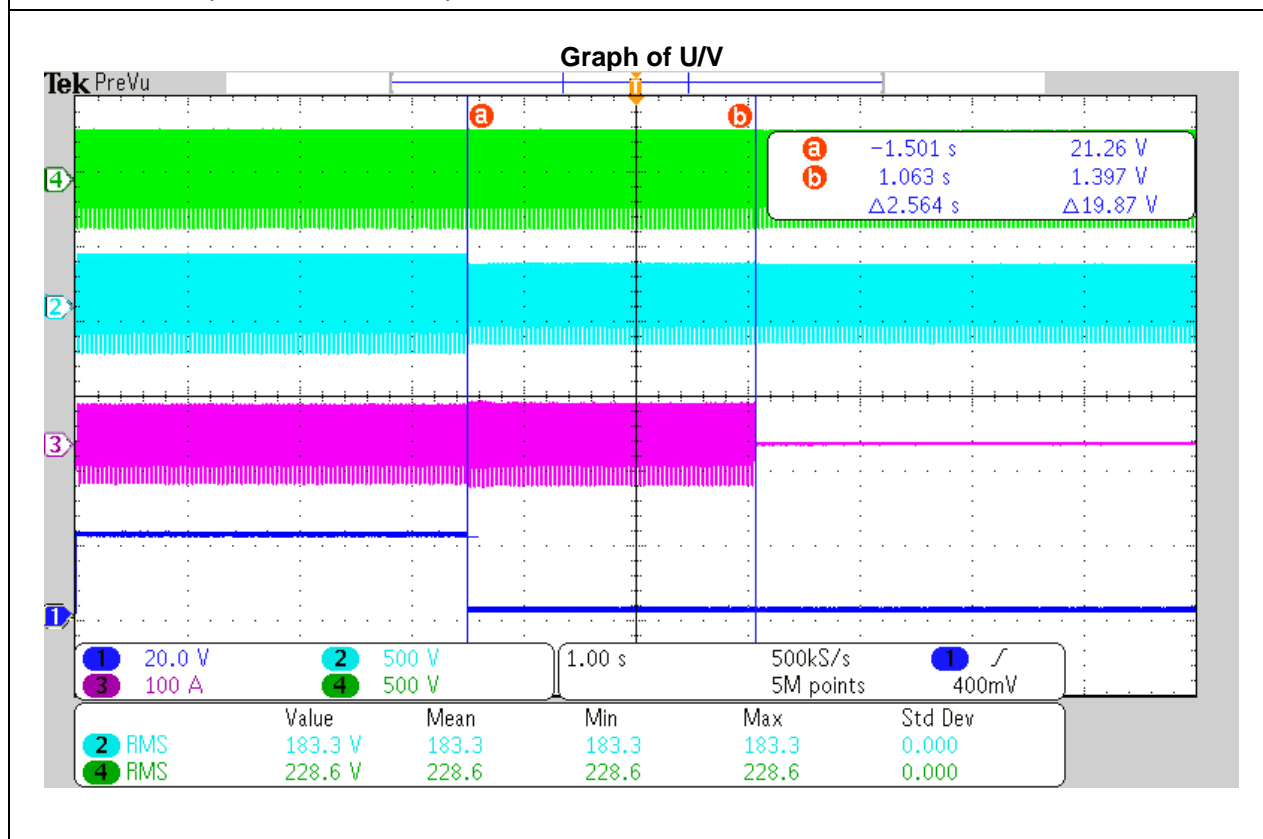 Graph of U/V
Tek PreVu
T
a
b
a -1.501 s 21.26 V
b 1.063 s 1.397 V
△2.564 s △19.87 V
4
2
3
1
1 20.0 V 2 500 V
3 100 A 4 500 V
1.00 s 500kS/s 1 /
5M points 400mV
Value Mean Min Max Std Dev
2 RMS 183.3 V 183.3 183.3 183.3 0.000
4 RMS 228.6 V 228.6 228.6 228.6 0.000